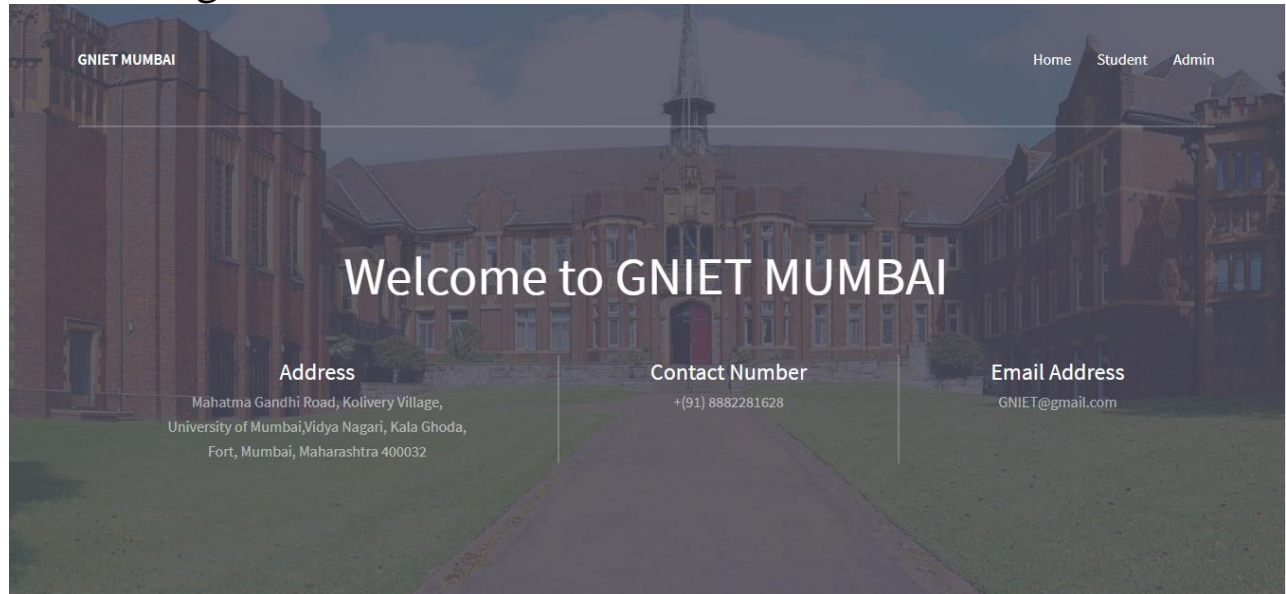 GNIET MUMBAI
Home Student Admin
Welcome to GNIET MUMBAI
Address
Mahatma Gandhi Road, Kolivery Village,
University of Mumbai,Vidya Nagari, Kala Ghoda,
Fort, Mumbai, Maharashtra 400032
Contact Number
+(91) 8882281628
Email Address
GNIET@gmail.com